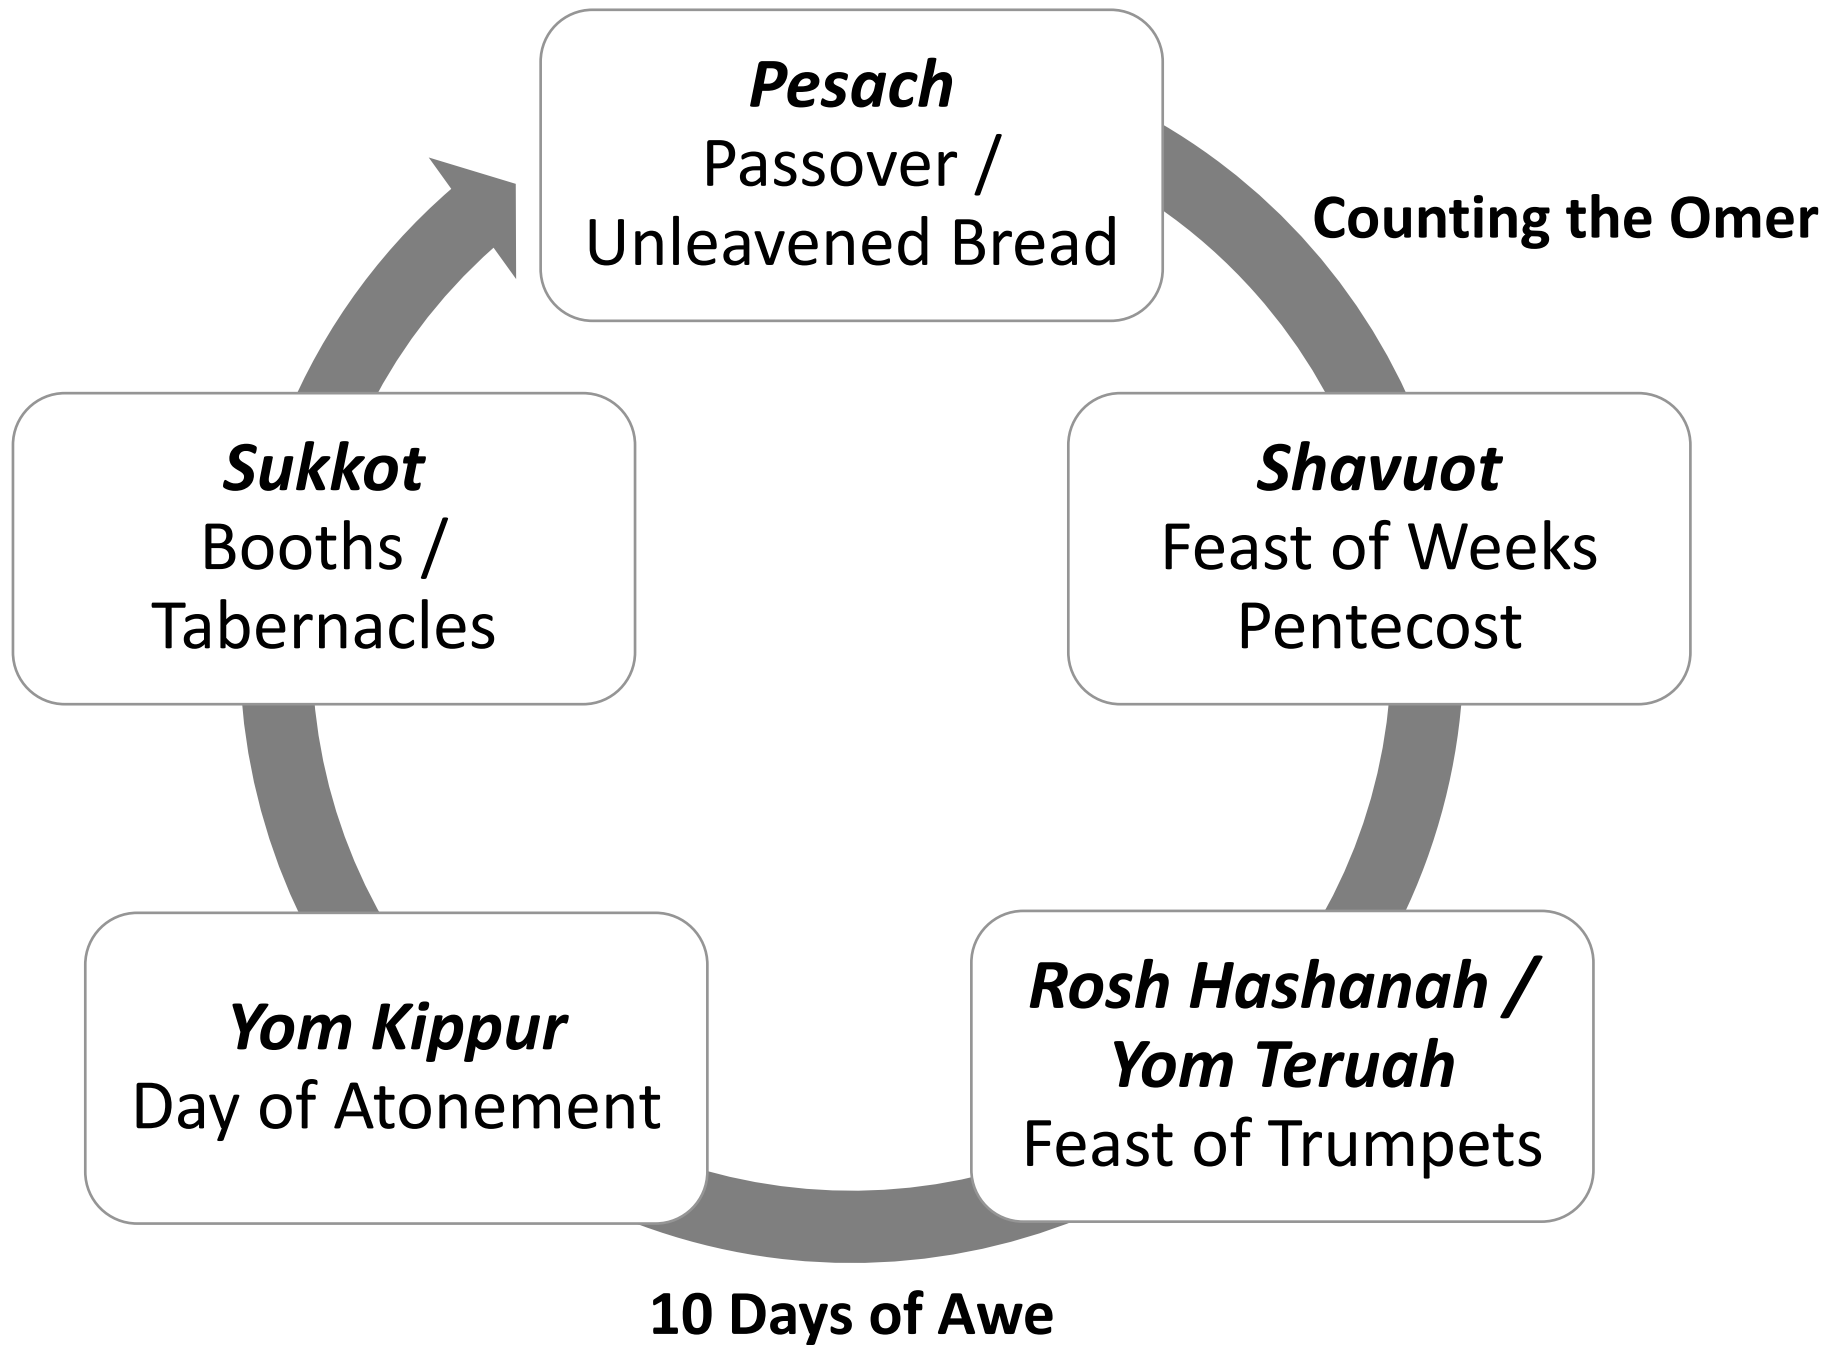 Pesach
Passover /
Unleavened Bread
Counting the Omer
Shavuot
Feast of Weeks
Pentecost
Rosh Hashanah /
Yom Teruah
Feast of Trumpets
10 Days of Awe
Yom Kippur
Day of Atonement
Sukkot
Booths /
Tabernacles